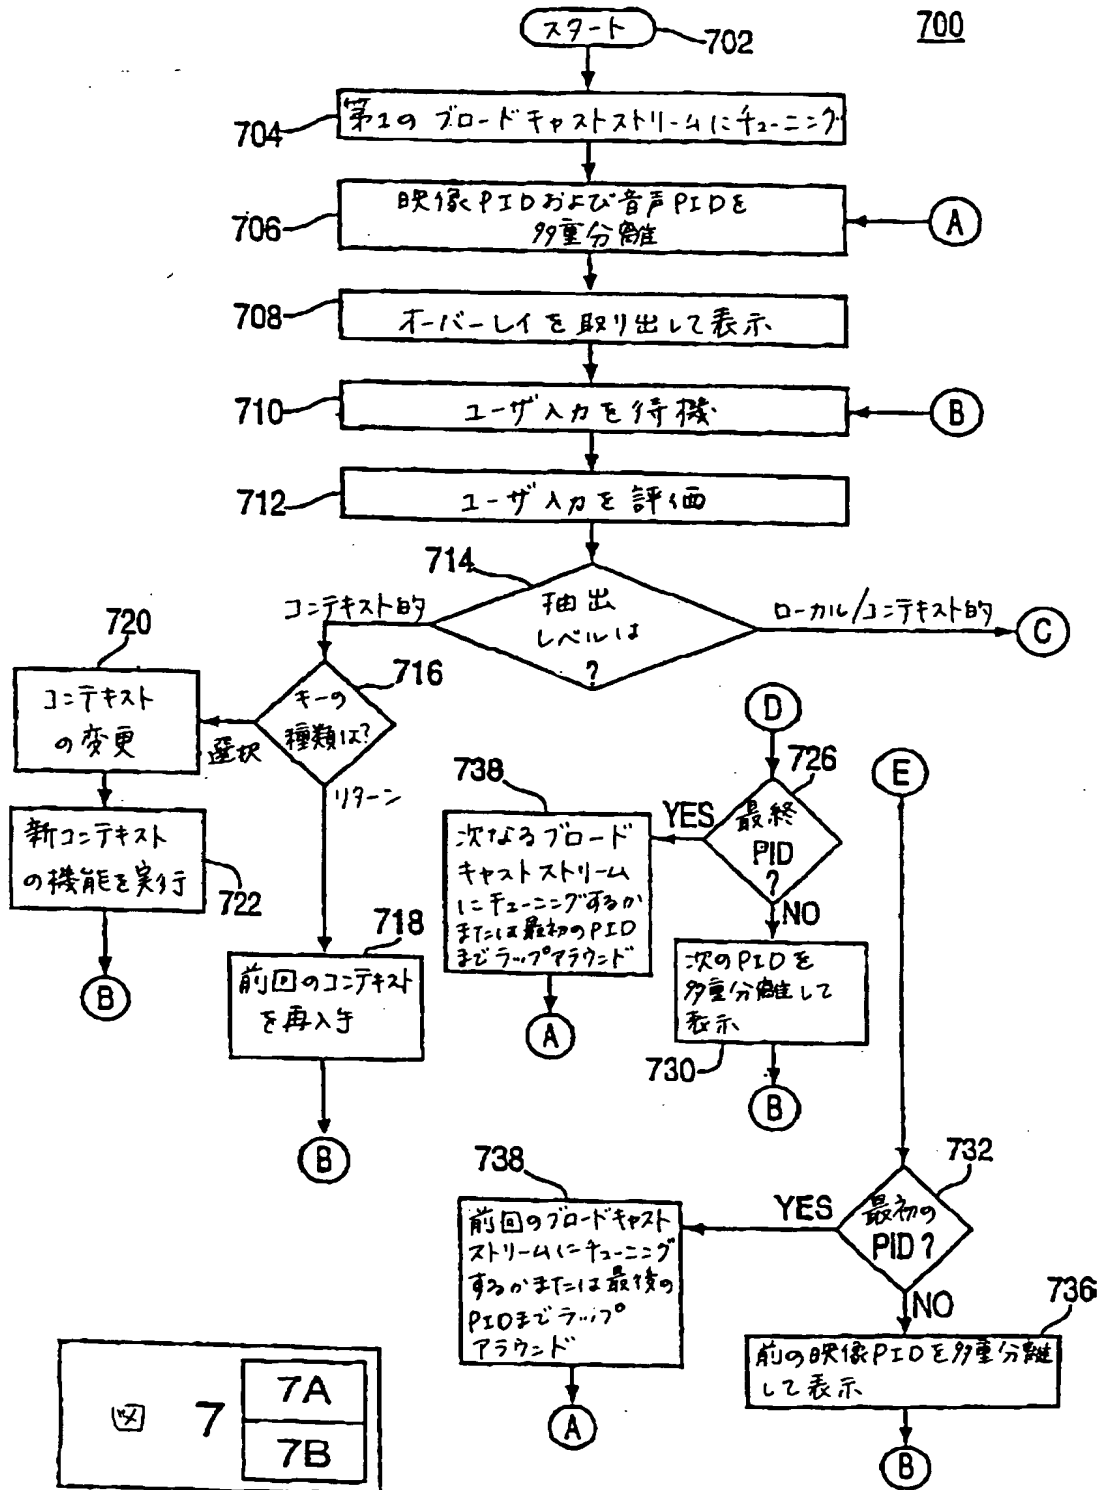 700
スタート
702
704
第1のブロードキャストストリームにチューニング
706
映像PIDおよび音声PIDを
多重分離
A
708
オーバーレイを取り出して表示
710
ユーザ入力を待機
B
712
ユーザ入力を評価
714
抽出
レベルは
?
コンテキスト的
ローカル/コンテキスト的
C
716
キーの
種類は?
選択
リターン
720
コンテキスト
の変更
新コンテキスト
の機能を実行
722
B
718
前回のコンテキスト
を再入手
B
D
726
最終
PID
?
YES
NO
738
次なるブロード
キャストストリーム
にチューニングするか
または最初のPID
までラップアラウンド
A
次のPIDを
多重分離して
表示
730
B
E
732
最初の
PID?
YES
NO
738
前回のブロードキャスト
ストリームにチューニング
するかまたは最後の
PIDまでラップ
アラウンド
A
736
前の映像PIDを多重分離
して表示
B
図 7
7A
7B